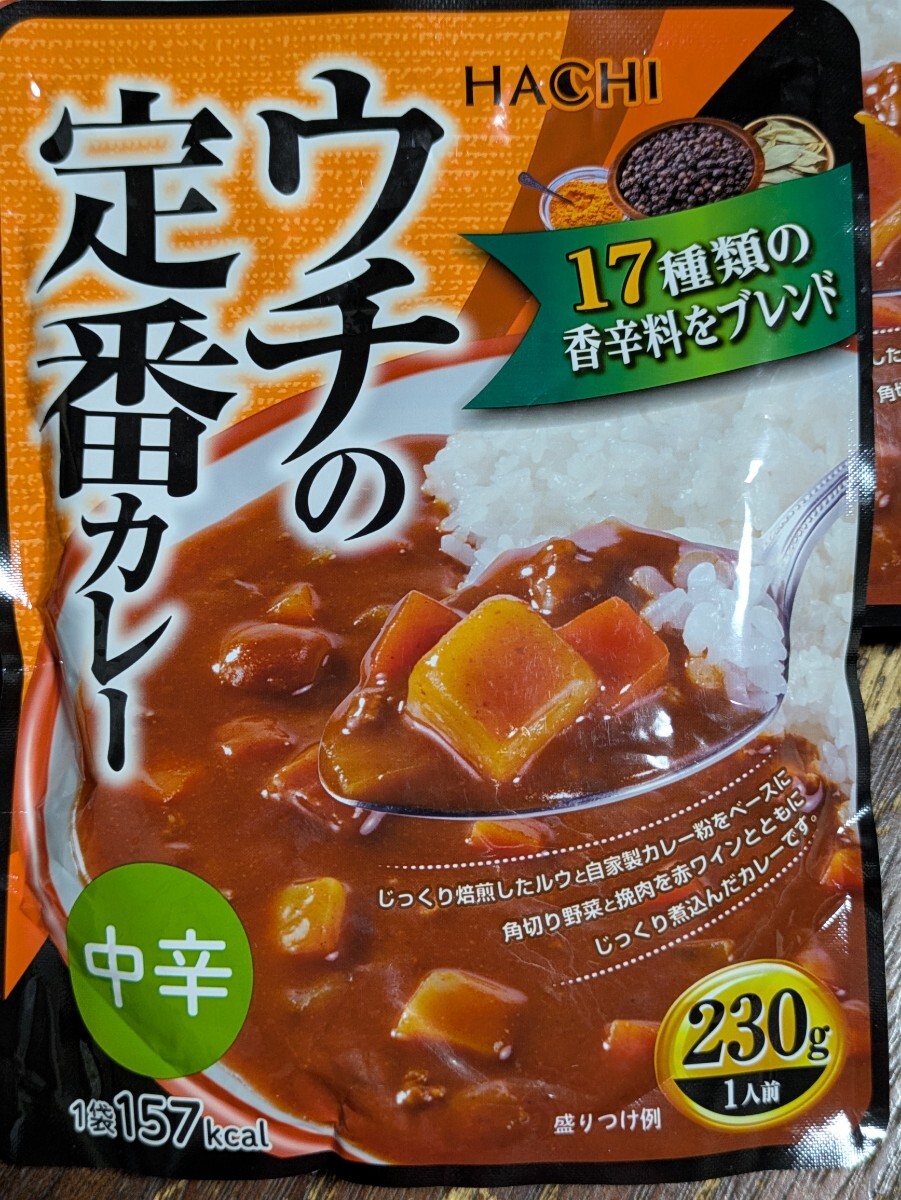 HACHI
ウチの
定番カレー
17種類の
香辛料をブレンド
じっくり焙煎したルウと自家製カレー粉をベースに
角切り野菜と挽肉を赤ワインとともに
じっくり煮込んだカレーです。
中辛
1袋157kcal
230g
1人前
盛りつけ例
した
角切